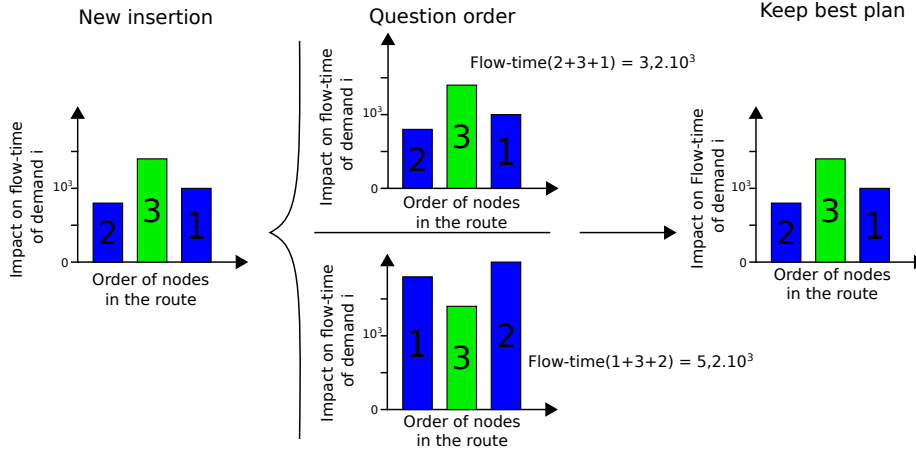 New insertion
Question order
Keep best plan
Impact on flow-time
of demand i
10³
0
2
3
1
Order of nodes
in the route
Impact on flow-time
of demand i
10³
0
2
3
1
Flow-time(2+3+1) = 3,2.10³
Order of nodes
in the route
Impact on flow-time
of demand i
10³
0
1
3
2
Flow-time(1+3+2) = 5,2.10³
Order of nodes
in the route
Impact on Flow-time
of demand i
10³
0
2
3
1
Order of nodes
in the route